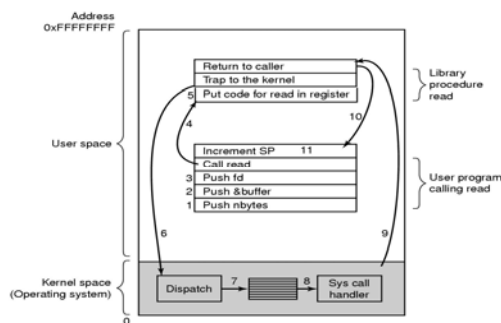 Address
0xFFFFFFFF
Return to caller
Trap to the kernel
5 Put code for read in register
Library
procedure
read
4
10
User space
Increment SP 11
Call read
3 Push fd
2 Push &buffer
1 Push nbytes
User program
calling read
6
9
Kernel space
(Operating system)
Dispatch
7
8
Sys call
handler
0